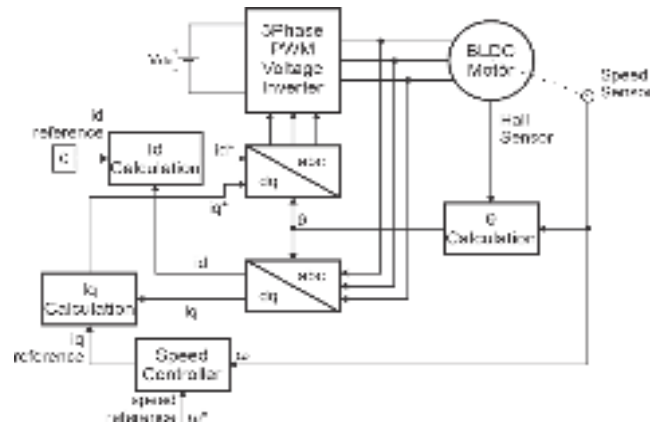 3Phase
PWM
Voltage
Inverter
BLDC
Motor
Speed
Sensor
Hall
Sensor
Id
reference
Id
Calculation
abc
dq
iq*
θ
θ
Calculation
id
abc
dq
Iq
Calculation
iq
iq
reference
Speed
Controller
ω
speed
reference
ω*